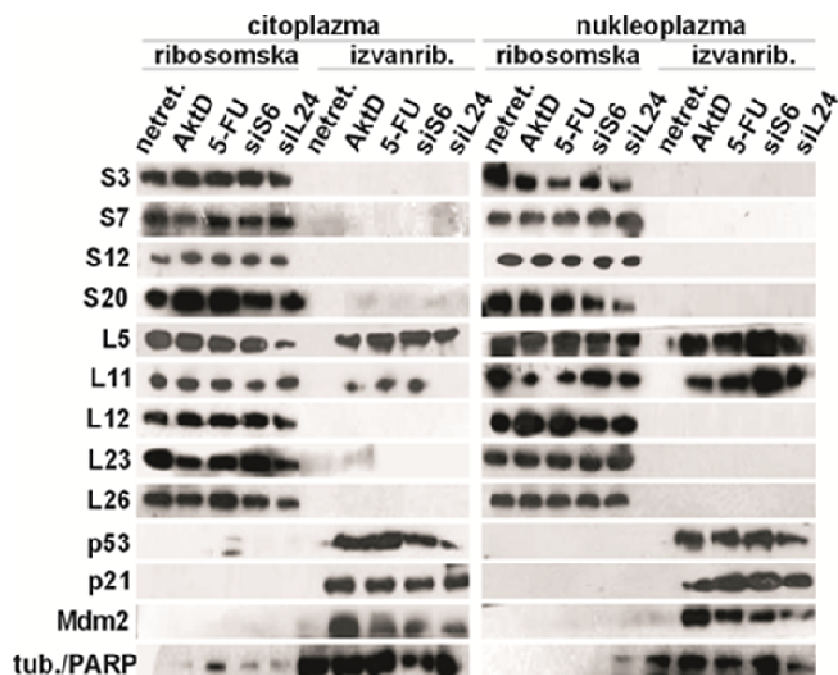 citoplazma nukleoplazma
ribosomska izvanrib. ribosomska izvanrib.
netret. AktD 5-FU siS6 siL24 netret. AktD 5-FU siS6 siL24 netret. AktD 5-FU siS6 siL24 netret. AktD 5-FU siS6 siL24
S3
S7
S12
S20
L5
L11
L12
L23
L26
p53
p21
Mdm2
tub./PARP